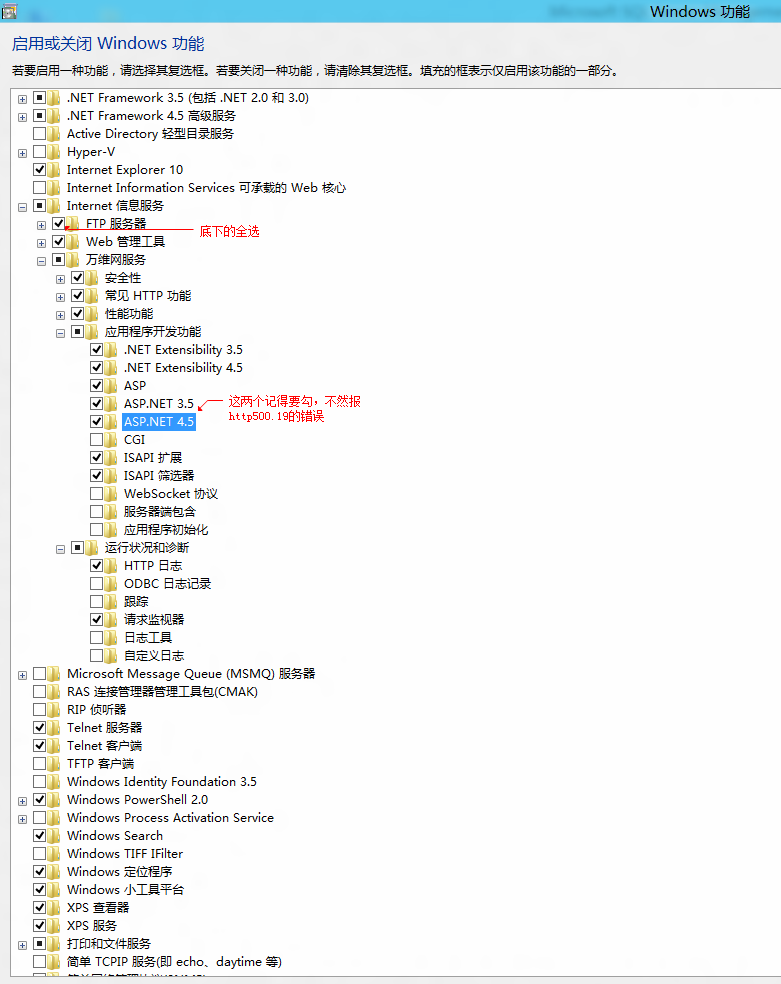 Windows 功能
启用或关闭 Windows 功能
若要启用一种功能，请选择其复选框。若要关闭一种功能，请清除其复选框。填充的框表示仅启用该功能的一部分。
.NET Framework 3.5 (包括 .NET 2.0 和 3.0)
.NET Framework 4.5 高级服务
Active Directory 轻型目录服务
Hyper-V
Internet Explorer 10
Internet Information Services 可承载的 Web 核心
Internet 信息服务
FTP 服务器
底下的全选
Web 管理工具
万维网服务
安全性
常见 HTTP 功能
性能功能
应用程序开发功能
.NET Extensibility 3.5
.NET Extensibility 4.5
ASP
ASP.NET 3.5
这两个记得要勾，不然报
http500.19的错误
ASP.NET 4.5
CGI
ISAPI 扩展
ISAPI 筛选器
WebSocket 协议
服务器端包含
应用程序初始化
运行状况和诊断
HTTP 日志
ODBC 日志记录
跟踪
请求监视器
日志工具
自定义日志
Microsoft Message Queue (MSMQ) 服务器
RAS 连接管理器管理工具包(CMAK)
RIP 侦听器
Telnet 服务器
Telnet 客户端
TFTP 客户端
Windows Identity Foundation 3.5
Windows PowerShell 2.0
Windows Process Activation Service
Windows Search
Windows TIFF IFilter
Windows 定位程序
Windows 小工具平台
XPS 查看器
XPS 服务
打印和文件服务
简单 TCPIP 服务(即 echo、daytime 等)